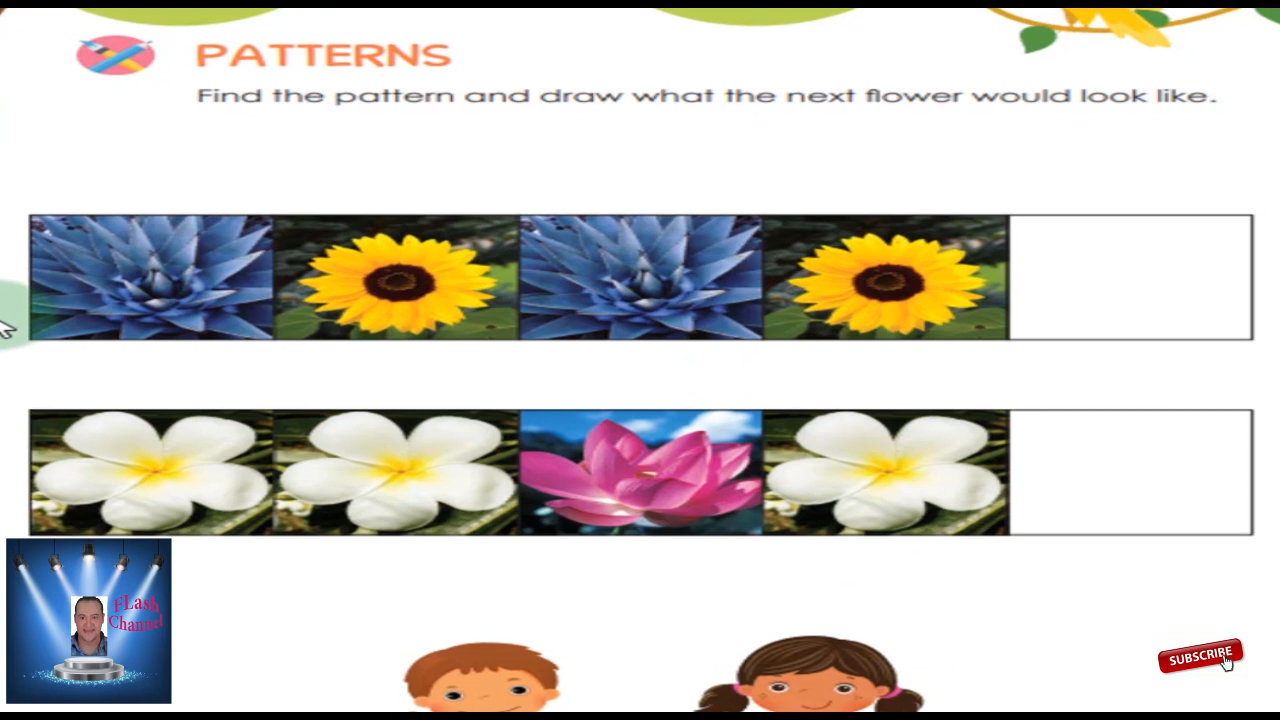 PATTERNS
Find the pattern and draw what the next flower would look like.
FLash
Channel
SUBSCRIBE